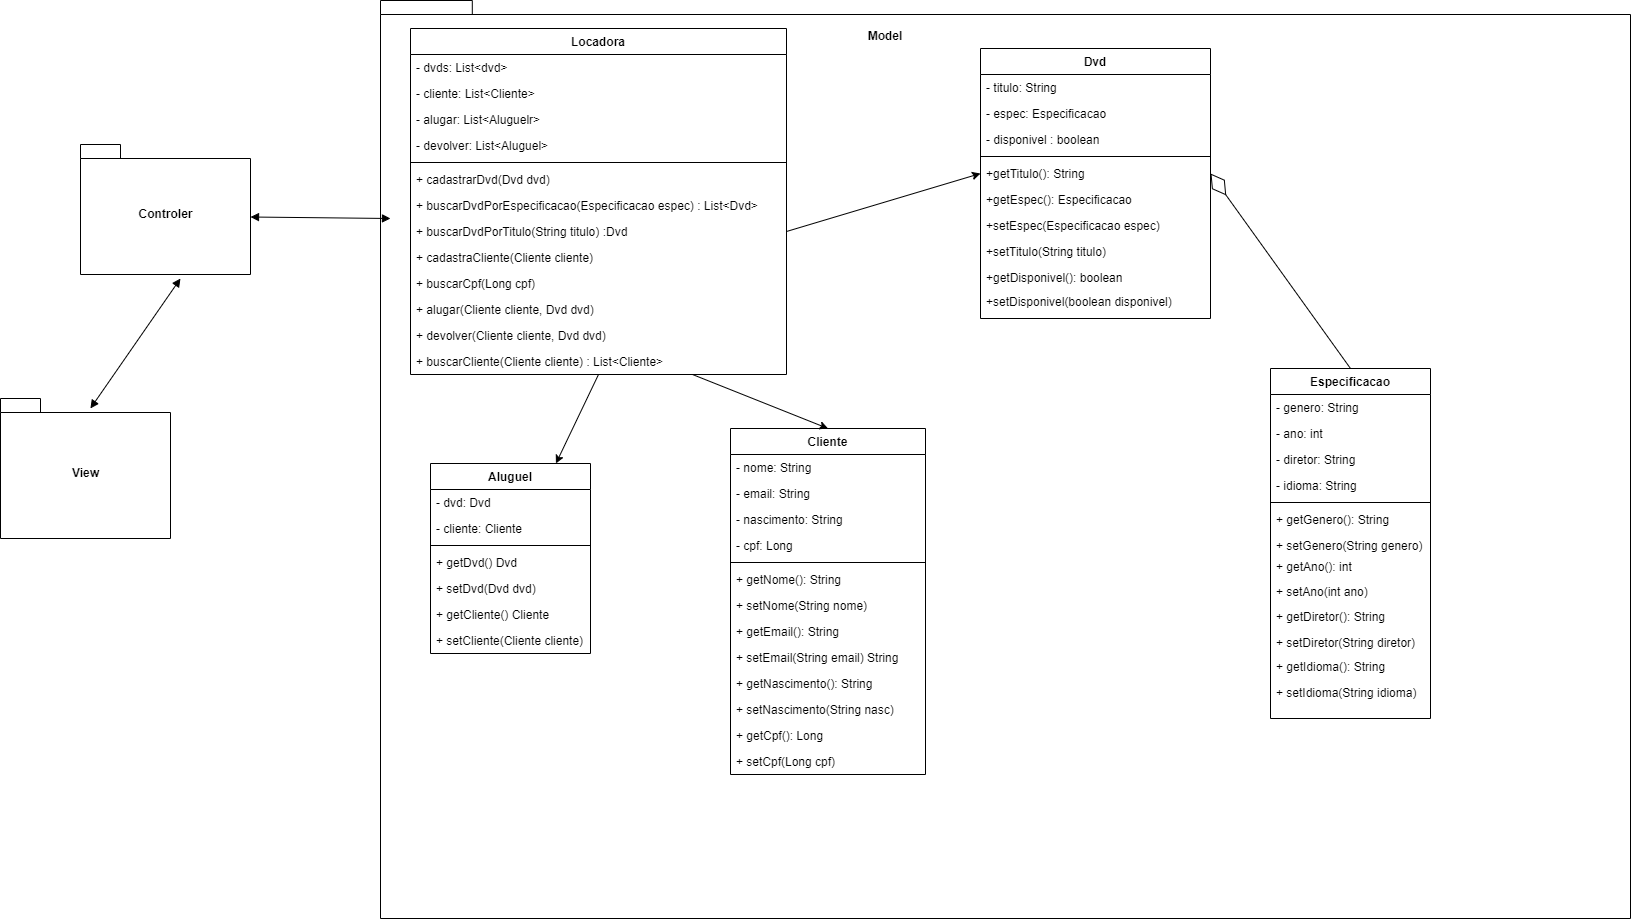 Model
Locadora
- dvds: List<dvd>
- cliente: List<Cliente>
- alugar: List<Aluguelr>
- devolver: List<Aluguel>
+ cadastrarDvd(Dvd dvd)
+ buscarDvdPorEspecificacao(Especificacao espec) : List<Dvd>
+ buscarDvdPorTitulo(String titulo) :Dvd
+ cadastraCliente(Cliente cliente)
+ buscarCpf(Long cpf)
+ alugar(Cliente cliente, Dvd dvd)
+ devolver(Cliente cliente, Dvd dvd)
+ buscarCliente(Cliente cliente) : List<Cliente>
Dvd
- titulo: String
- espec: Especificacao
- disponivel : boolean
+getTitulo(): String
+getEspec(): Especificacao
+setEspec(Especificacao espec)
+setTitulo(String titulo)
+getDisponivel(): boolean
+setDisponivel(boolean disponivel)
Controler
View
Aluguel
- dvd: Dvd
- cliente: Cliente
+ getDvd() Dvd
+ setDvd(Dvd dvd)
+ getCliente() Cliente
+ setCliente(Cliente cliente)
Cliente
- nome: String
- email: String
- nascimento: String
- cpf: Long
+ getNome(): String
+ setNome(String nome)
+ getEmail(): String
+ setEmail(String email) String
+ getNascimento(): String
+ setNascimento(String nasc)
+ getCpf(): Long
+ setCpf(Long cpf)
Especificacao
- genero: String
- ano: int
- diretor: String
- idioma: String
+ getGenero(): String
+ setGenero(String genero)
+ getAno(): int
+ setAno(int ano)
+ getDiretor(): String
+ setDiretor(String diretor)
+ getIdioma(): String
+ setIdioma(String idioma)